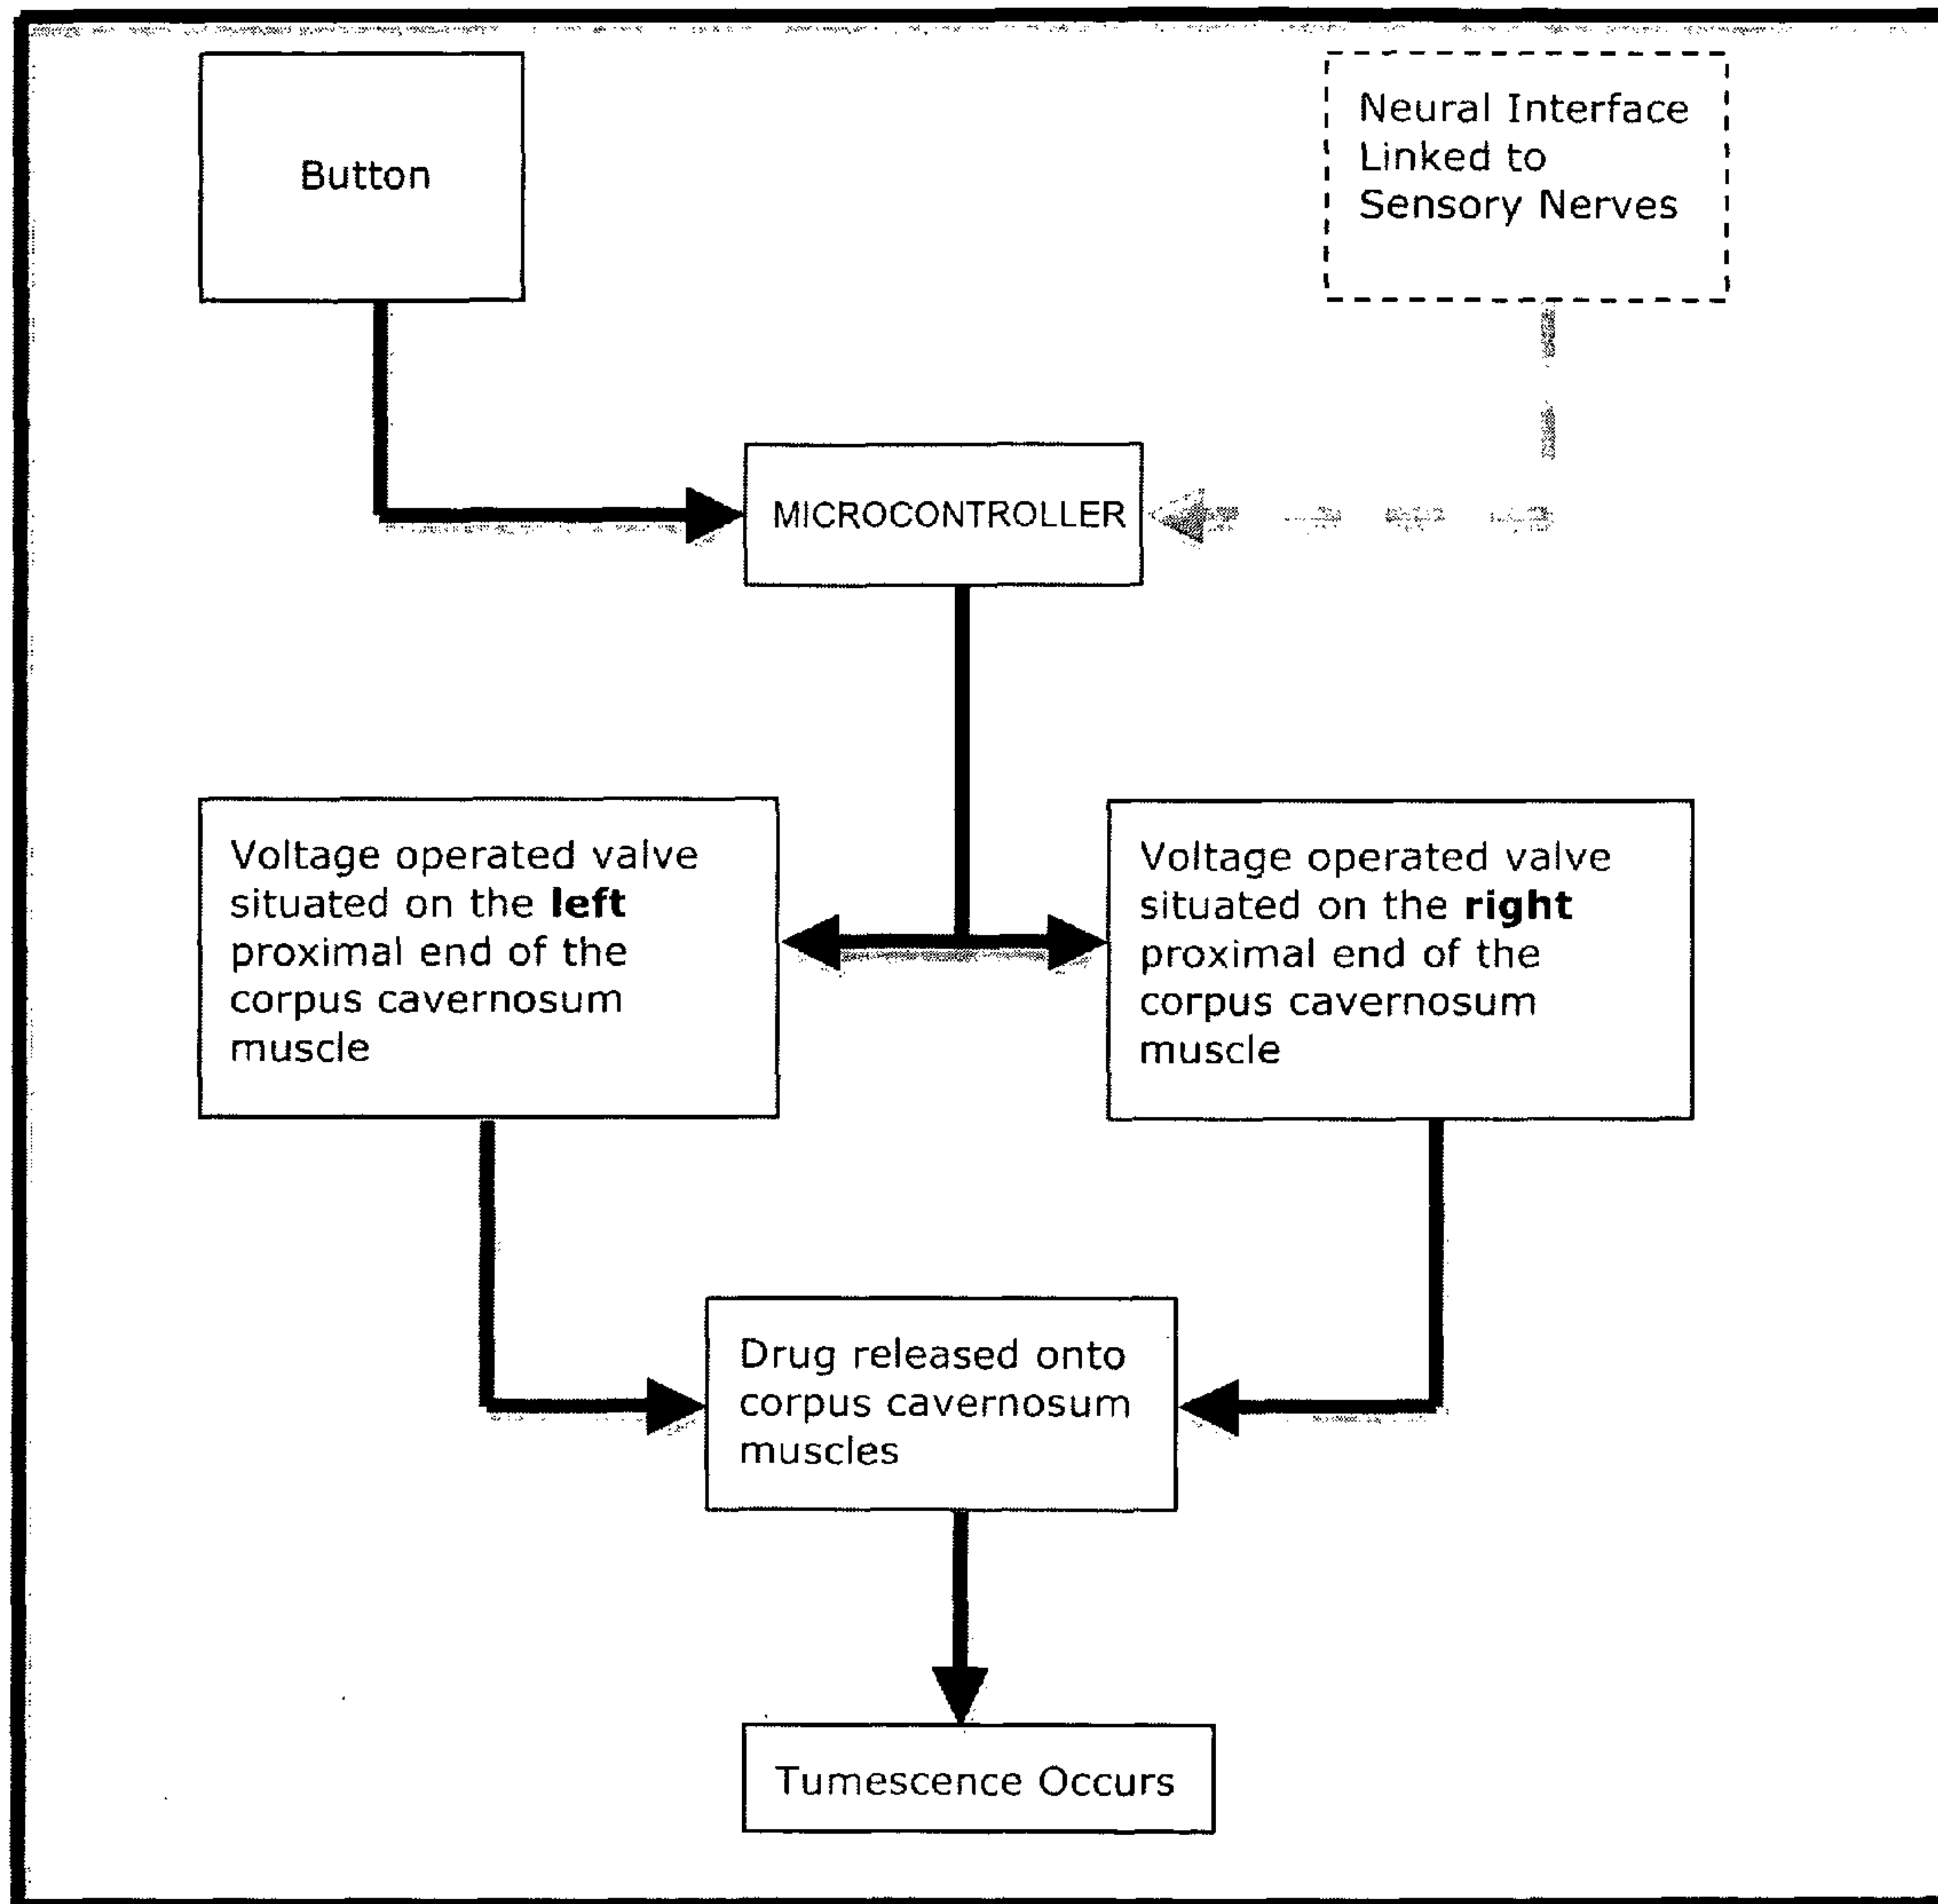 Button
Neural Interface
Linked to
Sensory Nerves
MICROCONTROLLER
Voltage operated valve
situated on the left
proximal end of the
corpus cavernosum
muscle
Voltage operated valve
situated on the right
proximal end of the
corpus cavernosum
muscle
Drug released onto
corpus cavernosum
muscles
Tumescence Occurs